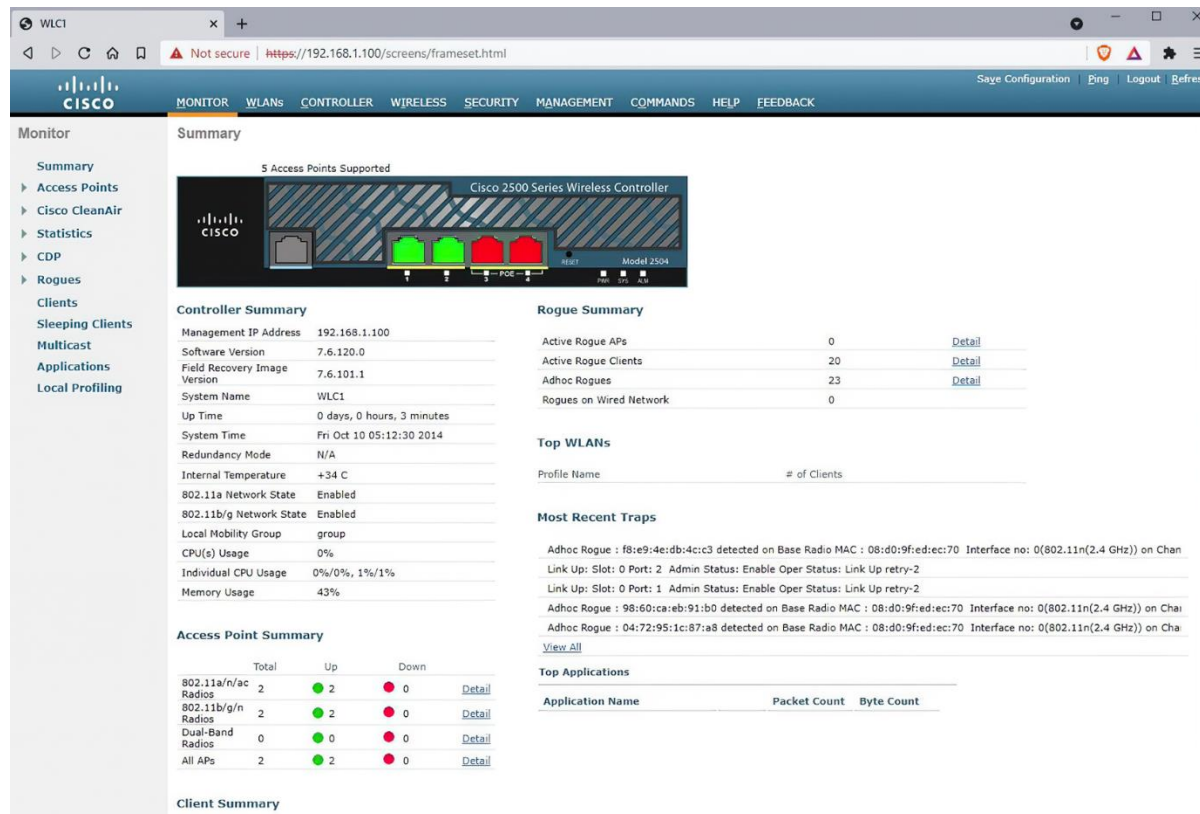 WLC1
Not secure https://192.168.1.100/screens/frameset.html
Save Configuration Ping Logout Refres
CISCO
MONITOR WLANs CONTROLLER WIRELESS SECURITY MANAGEMENT COMMANDS HELP FEEDBACK
Monitor
Summary
Access Points
Cisco CleanAir
Statistics
CDP
Rogues
Clients
Sleeping Clients
Multicast
Applications
Local Profiling
Summary
5 Access Points Supported
Cisco 2500 Series Wireless Controller
CISCO
RESET Model 2504
1 2 3 POE 4 PWR SYS ALM
Controller Summary
Management IP Address 192.168.1.100
Software Version 7.6.120.0
Field Recovery Image
Version 7.6.101.1
System Name WLC1
Up Time 0 days, 0 hours, 3 minutes
System Time Fri Oct 10 05:12:30 2014
Redundancy Mode N/A
Internal Temperature +34 C
802.11a Network State Enabled
802.11b/g Network State Enabled
Local Mobility Group group
CPU(s) Usage 0%
Individual CPU Usage 0%/0%, 1%/1%
Memory Usage 43%
Access Point Summary
Total Up Down
802.11a/n/ac
Radios 2 2 0 Detail
802.11b/g/n
Radios 2 2 0 Detail
Dual-Band
Radios 0 0 0 Detail
All APs 2 2 0 Detail
Client Summary
Rogue Summary
Active Rogue APs 0 Detail
Active Rogue Clients 20 Detail
Adhoc Rogues 23 Detail
Rogues on Wired Network 0
Top WLANs
Profile Name # of Clients
Most Recent Traps
Adhoc Rogue : f8:e9:4e:db:4c:c3 detected on Base Radio MAC : 08:d0:9f:ed:ec:70 Interface no: 0(802.11n(2.4 GHz)) on Chan
Link Up: Slot: 0 Port: 2 Admin Status: Enable Oper Status: Link Up retry-2
Link Up: Slot: 0 Port: 1 Admin Status: Enable Oper Status: Link Up retry-2
Adhoc Rogue : 98:60:ca:eb:91:b0 detected on Base Radio MAC : 08:d0:9f:ed:ec:70 Interface no: 0(802.11n(2.4 GHz)) on Cha
Adhoc Rogue : 04:72:95:1c:87:a8 detected on Base Radio MAC : 08:d0:9f:ed:ec:70 Interface no: 0(802.11n(2.4 GHz)) on Cha
View All
Top Applications
Application Name Packet Count Byte Count